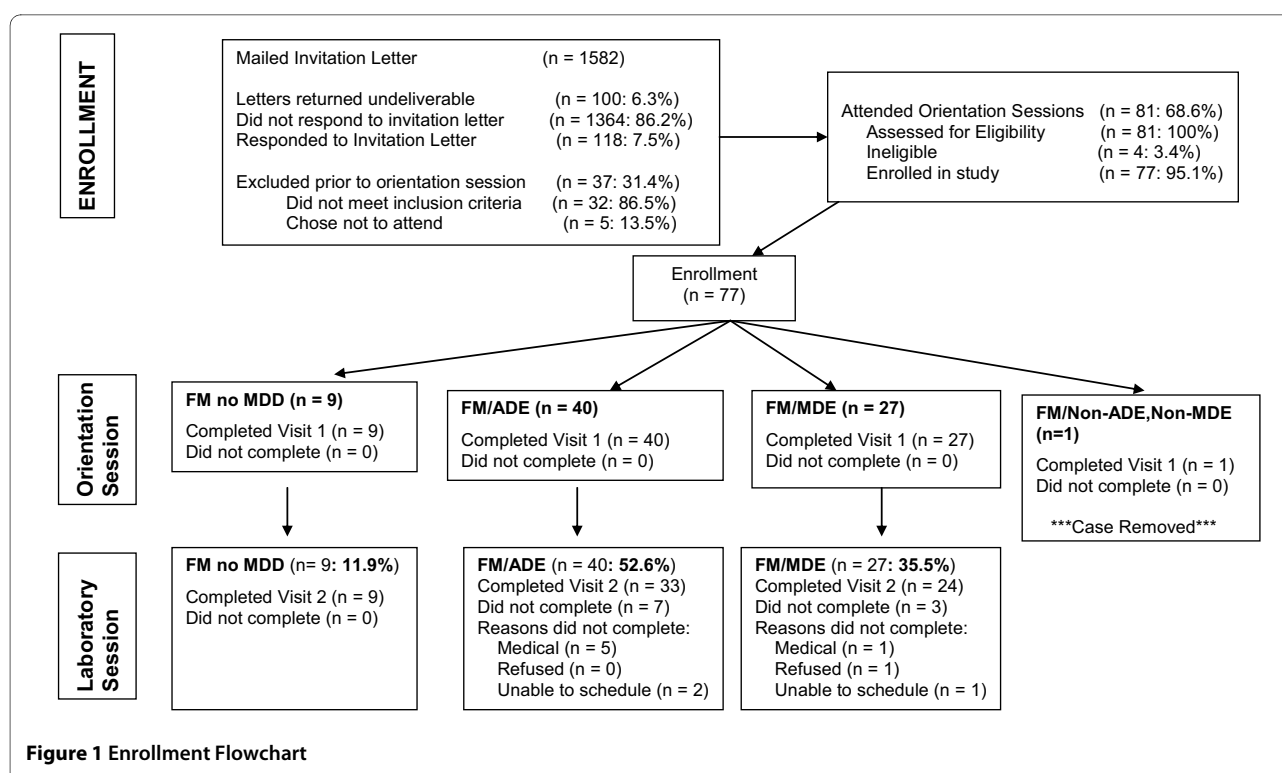 ENROLLMENT
Mailed Invitation Letter (n = 1582)
Letters returned undeliverable (n = 100: 6.3%)
Did not respond to invitation letter (n = 1364: 86.2%)
Responded to Invitation Letter (n = 118: 7.5%)
Excluded prior to orientation session (n = 37: 31.4%)
Did not meet inclusion criteria (n = 32: 86.5%)
Chose not to attend (n = 5: 13.5%)
Attended Orientation Sessions (n = 81: 68.6%)
Assessed for Eligibility (n = 81: 100%)
Ineligible (n = 4: 3.4%)
Enrolled in study (n = 77: 95.1%)
Enrollment
(n = 77)
Orientation
Session
FM no MDD (n = 9)
Completed Visit 1 (n = 9)
Did not complete (n = 0)
FM/ADE (n = 40)
Completed Visit 1 (n = 40)
Did not complete (n = 0)
FM/MDE (n = 27)
Completed Visit 1 (n = 27)
Did not complete (n = 0)
FM/Non-ADE,Non-MDE
(n=1)
Completed Visit 1 (n = 1)
Did not complete (n = 0)
***Case Removed***
Laboratory
Session
FM no MDD (n= 9: 11.9%)
Completed Visit 2 (n = 9)
Did not complete (n = 0)
FM/ADE (n = 40: 52.6%)
Completed Visit 2 (n = 33)
Did not complete (n = 7)
Reasons did not complete:
Medical (n = 5)
Refused (n = 0)
Unable to schedule (n = 2)
FM/MDE (n = 27: 35.5%)
Completed Visit 2 (n = 24)
Did not complete (n = 3)
Reasons did not complete:
Medical (n = 1)
Refused (n = 1)
Unable to schedule (n = 1)
Figure 1 Enrollment Flowchart